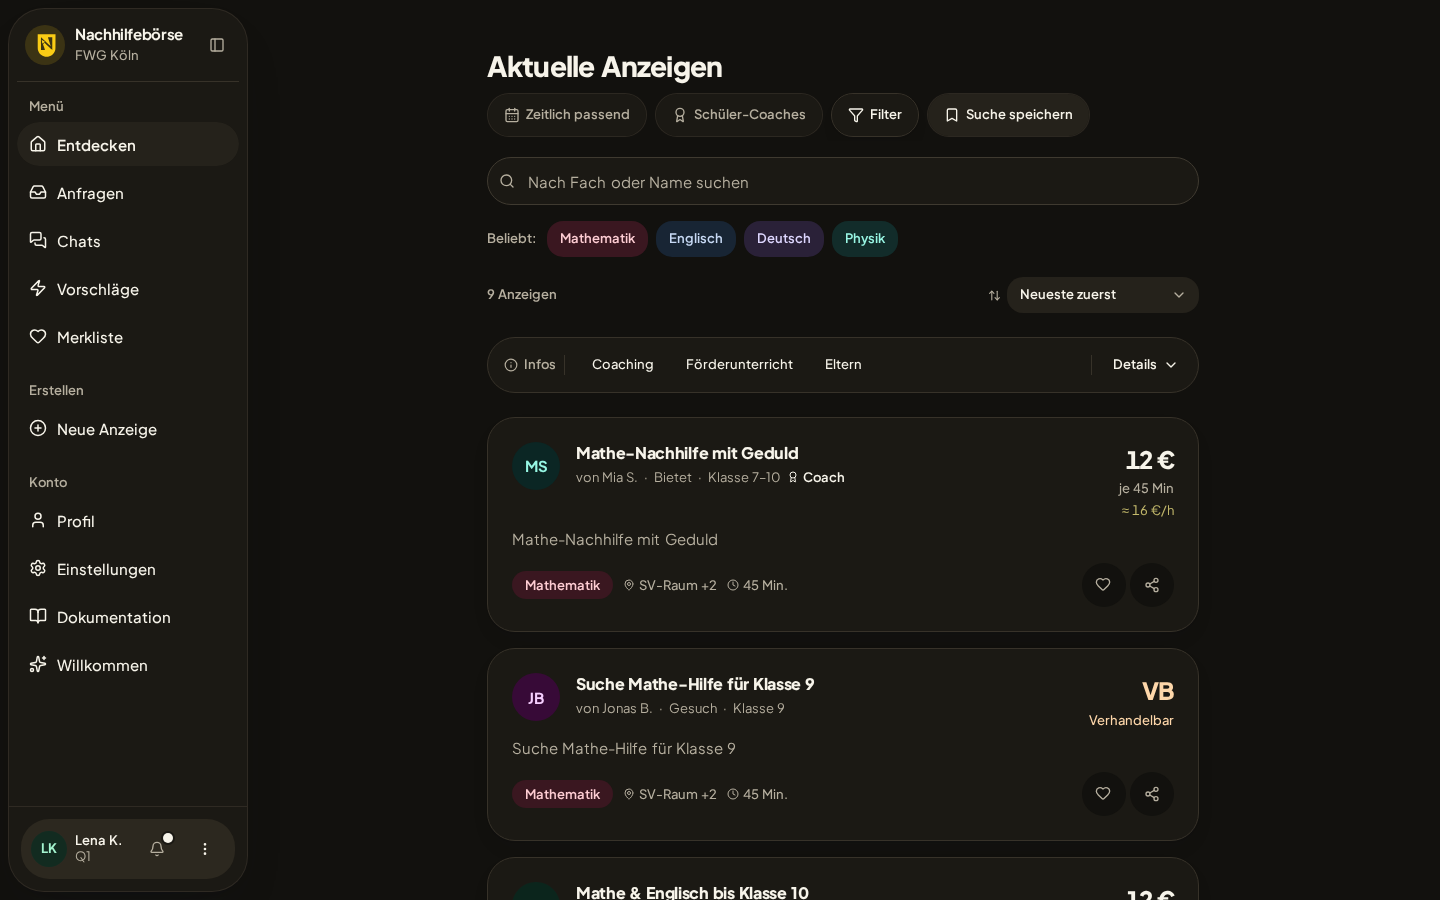 Nachhilfebörse
FWG Köln
Menü
Entdecken
Anfragen
Chats
Vorschläge
Merkliste
Erstellen
Neue Anzeige
Konto
Profil
Einstellungen
Dokumentation
Willkommen
LK
Lena K.
Q1
Aktuelle Anzeigen
Zeitlich passend
Schüler-Coaches
Filter
Suche speichern
Nach Fach oder Name suchen
Beliebt: Mathematik Englisch Deutsch Physik
9 Anzeigen
Neueste zuerst
Infos Coaching Förderunterricht Eltern Details
MS
Mathe-Nachhilfe mit Geduld
von Mia S. · Bietet · Klasse 7–10 Coach
12 €
je 45 Min
≈ 16 €/h
Mathe-Nachhilfe mit Geduld
Mathematik SV-Raum +2 45 Min.
JB
Suche Mathe-Hilfe für Klasse 9
von Jonas B. · Gesuch · Klasse 9
VB
Verhandelbar
Suche Mathe-Hilfe für Klasse 9
Mathematik SV-Raum +2 45 Min.
Mathe & Englisch bis Klasse 10
12 €